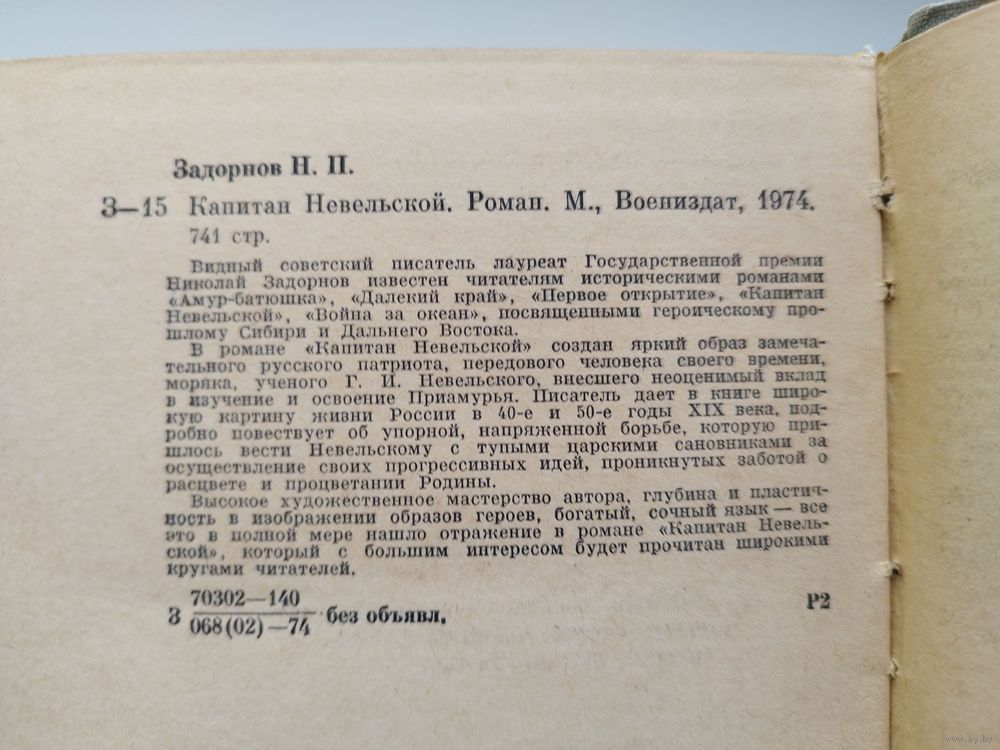 Задорнов Н. П.
З—15 Капитан Невельской. Роман. М., Воениздат, 1974.
741 стр.
Видный советский писатель лауреат Государственной премии
Николай Задорнов известен читателям историческими романами
«Амур-батюшка», «Далекий край», «Первое открытие», «Капитан
Невельской», «Война за океан», посвященными героическому про-
шлому Сибири и Дальнего Востока.
В романе «Капитан Невельской» создан яркий образ замеча-
тельного русского патриота, передового человека своего времени,
моряка, ученого Г. И. Невельского, внесшего неоценимый вклад
в изучение и освоение Приамурья. Писатель дает в книге широ-
кую картину жизни России в 40-е и 50-е годы XIX века, под-
робно повествует об упорной, напряженной борьбе, которую при-
шлось вести Невельскому с тупыми царскими сановниками за
осуществление своих прогрессивных идей, проникнутых заботой о
расцвете и процветании Родины.
Высокое художественное мастерство автора, глубина и пластич-
ность в изображении образов героев, богатый, сочный язык — все
это в полной мере нашло отражение в романе «Капитан Невель-
ской», который с большим интересом будет прочитан широкими
кругами читателей.
70302—140
З 068(02)—74 без объявл.
Р2
www.ay.by